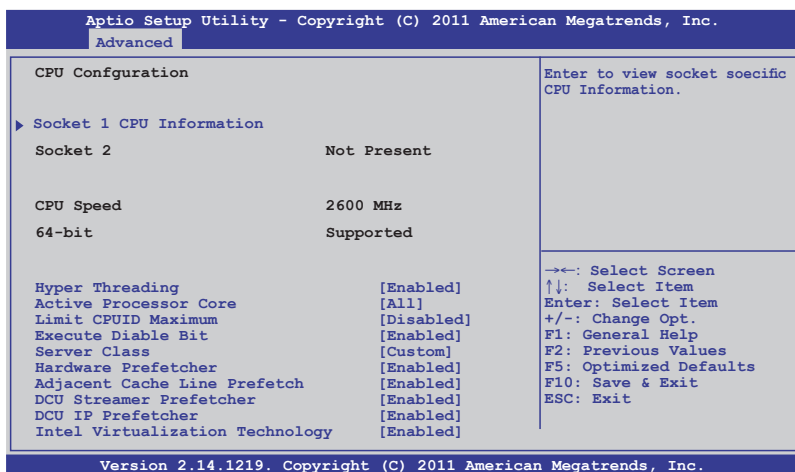 Aptio Setup Utility - Copyright (C) 2011 American Megatrends, Inc.
Advanced
CPU Confguration
Socket 1 CPU Information
Socket 2 Not Present
CPU Speed 2600 MHz
64-bit Supported
Hyper Threading [Enabled]
Active Processor Core [All]
Limit CPUID Maximum [Disabled]
Execute Diable Bit [Enabled]
Server Class [Custom]
Hardware Prefetcher [Enabled]
Adjacent Cache Line Prefetch [Enabled]
DCU Streamer Prefetcher [Enabled]
DCU IP Prefetcher [Enabled]
Intel Virtualization Technology [Enabled]
Enter to view socket soecific
CPU Information.
→←: Select Screen
↑↓: Select Item
Enter: Select Item
+/-: Change Opt.
F1: General Help
F2: Previous Values
F5: Optimized Defaults
F10: Save & Exit
ESC: Exit
Version 2.14.1219. Copyright (C) 2011 American Megatrends, Inc.